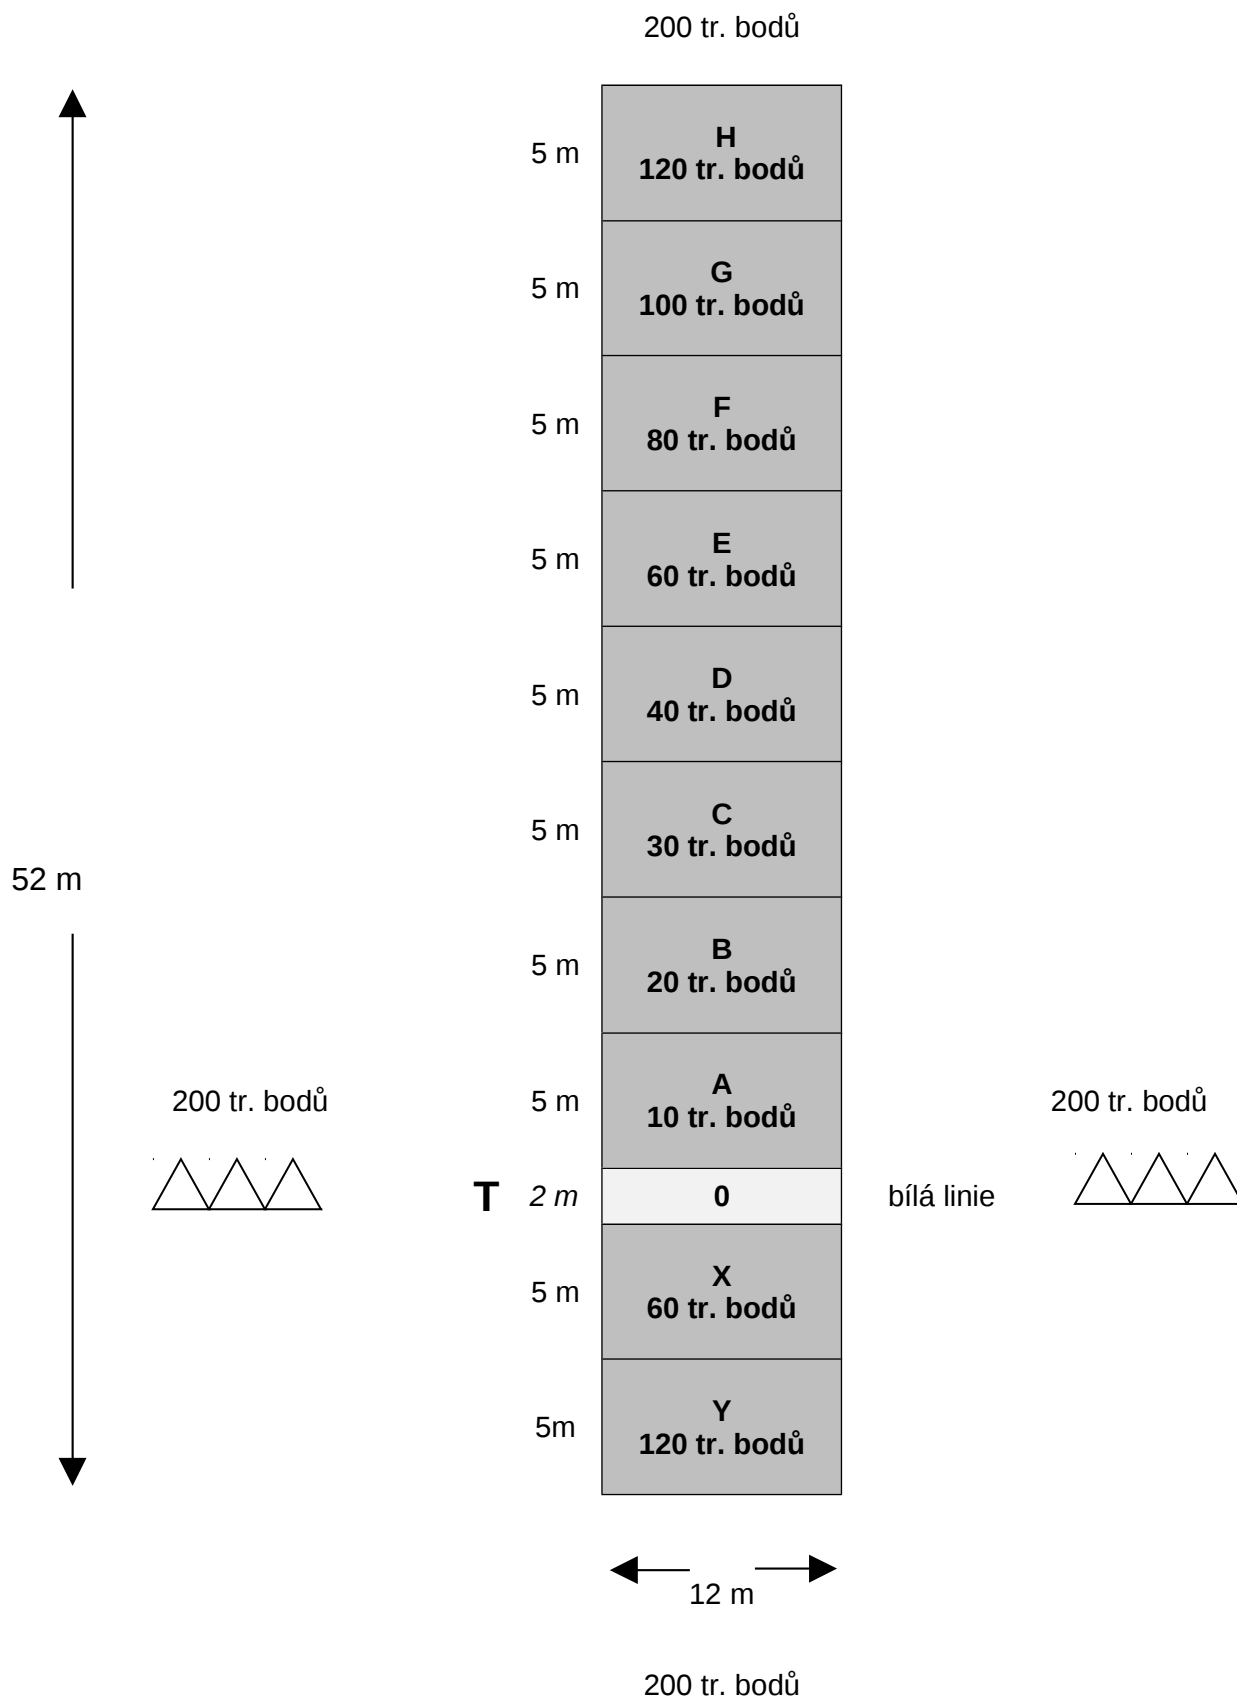 200 tr. bodů
H
5 m
120 tr. bodů
G
5 m
100 tr. bodů
F
5 m
80 tr. bodů
E
5 m
60 tr. bodů
D
5 m
40 tr. bodů
C
5 m
30 tr. bodů
52 m
B
5 m
20 tr. bodů
A
200 tr. bodů 5 m 200 tr. bodů
10 tr. bodů
T 2 m 0 bílá linie
X
5 m
60 tr. bodů
Y
5m
120 tr. bodů
12 m
200 tr. bodů